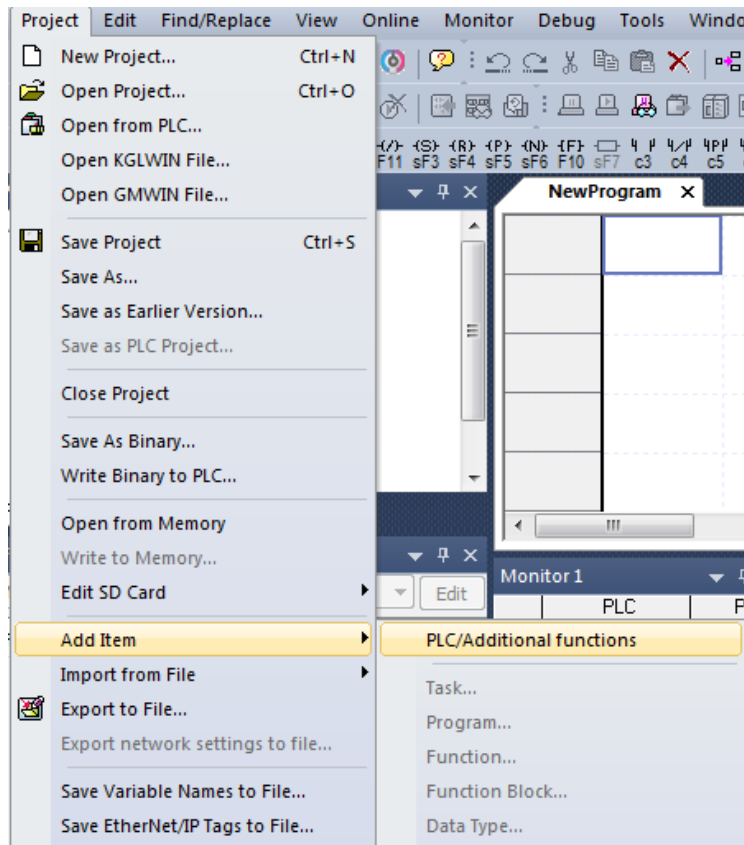 Project Edit Find/Replace View Online Monitor Debug Tools Windo
New Project... Ctrl+N
Open Project... Ctrl+O
Open from PLC...
Open KGLWIN File...
Open GMWIN File...
Save Project Ctrl+S
Save As...
Save as Earlier Version...
Save as PLC Project...
Close Project
Save As Binary...
Write Binary to PLC...
Open from Memory
Write to Memory...
Edit SD Card
Add Item
Import from File
Export to File...
Export network settings to file...
Save Variable Names to File...
Save EtherNet/IP Tags to File...
F11 sF3 sF4 sF5 sF6 F10 sF7 c3 c4 c5
NewProgram
Edit
Monitor 1
PLC P
PLC/Additional functions
Task...
Program...
Function...
Function Block...
Data Type...